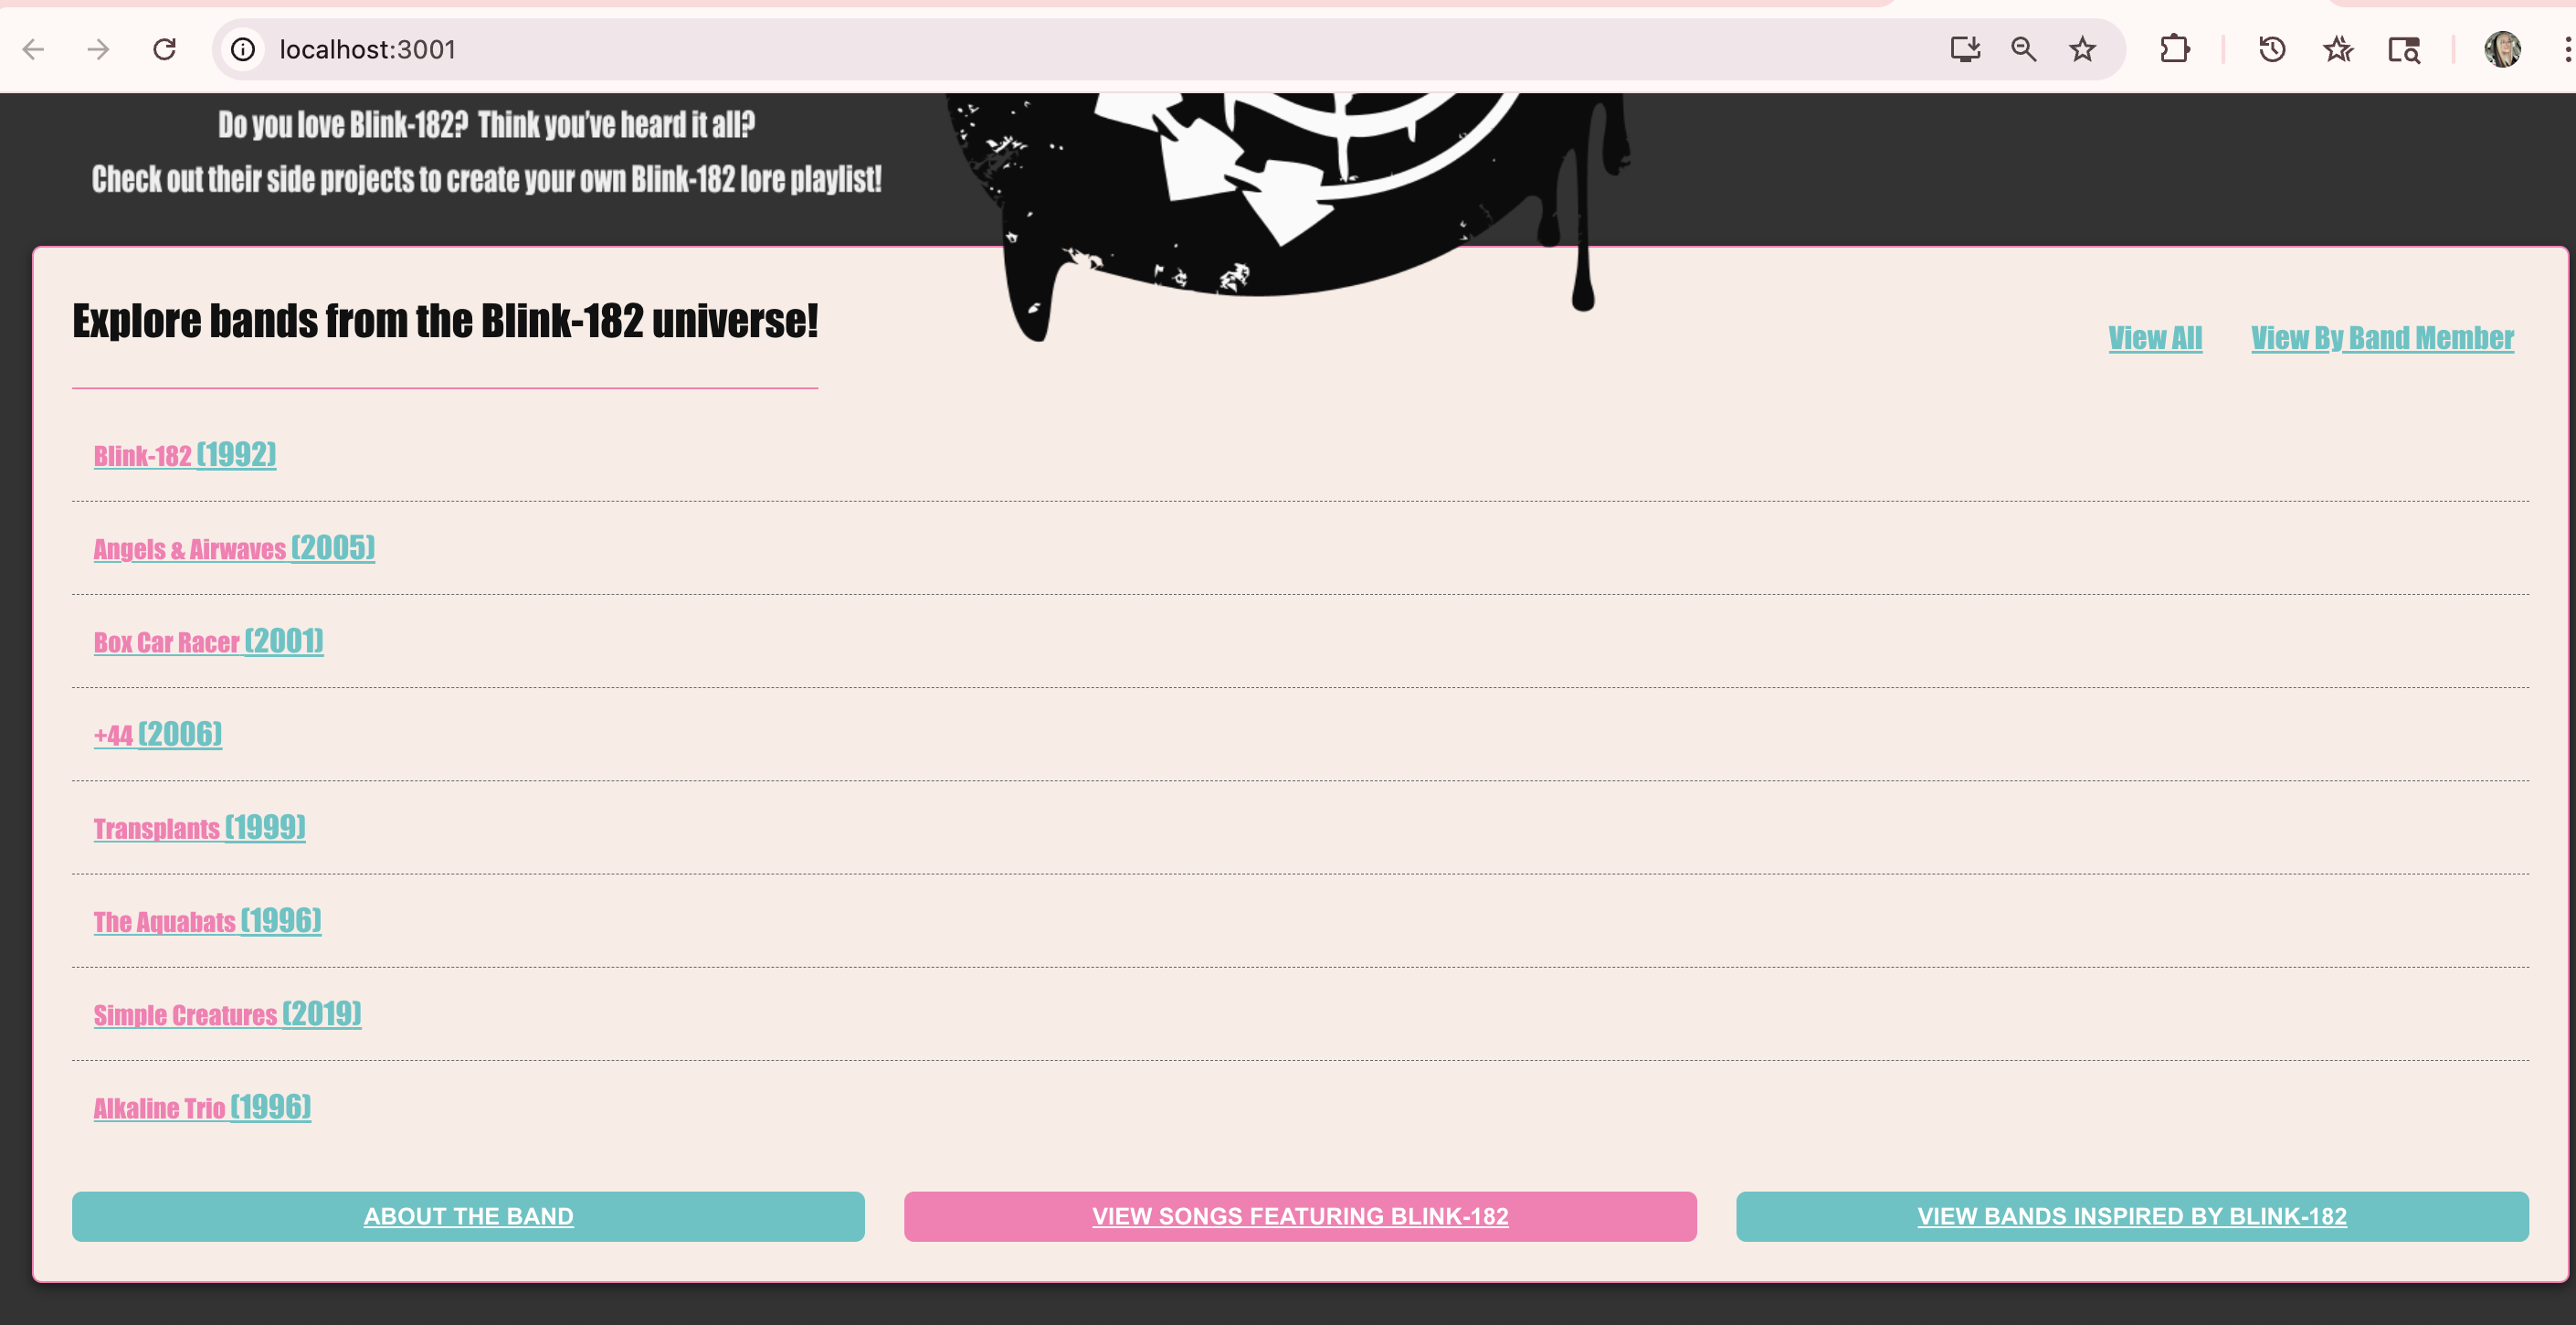 localhost:3001
Do you love Blink-182? Think you've heard it all?
Check out their side projects to create your own Blink-182 lore playlist!
Explore bands from the Blink-182 universe!
View All View By Band Member
Blink-182 (1992)
Angels & Airwaves (2005)
Box Car Racer (2001)
+44 (2006)
Transplants (1999)
The Aquabats (1996)
Simple Creatures (2019)
Alkaline Trio (1996)
ABOUT THE BAND VIEW SONGS FEATURING BLINK-182 VIEW BANDS INSPIRED BY BLINK-182